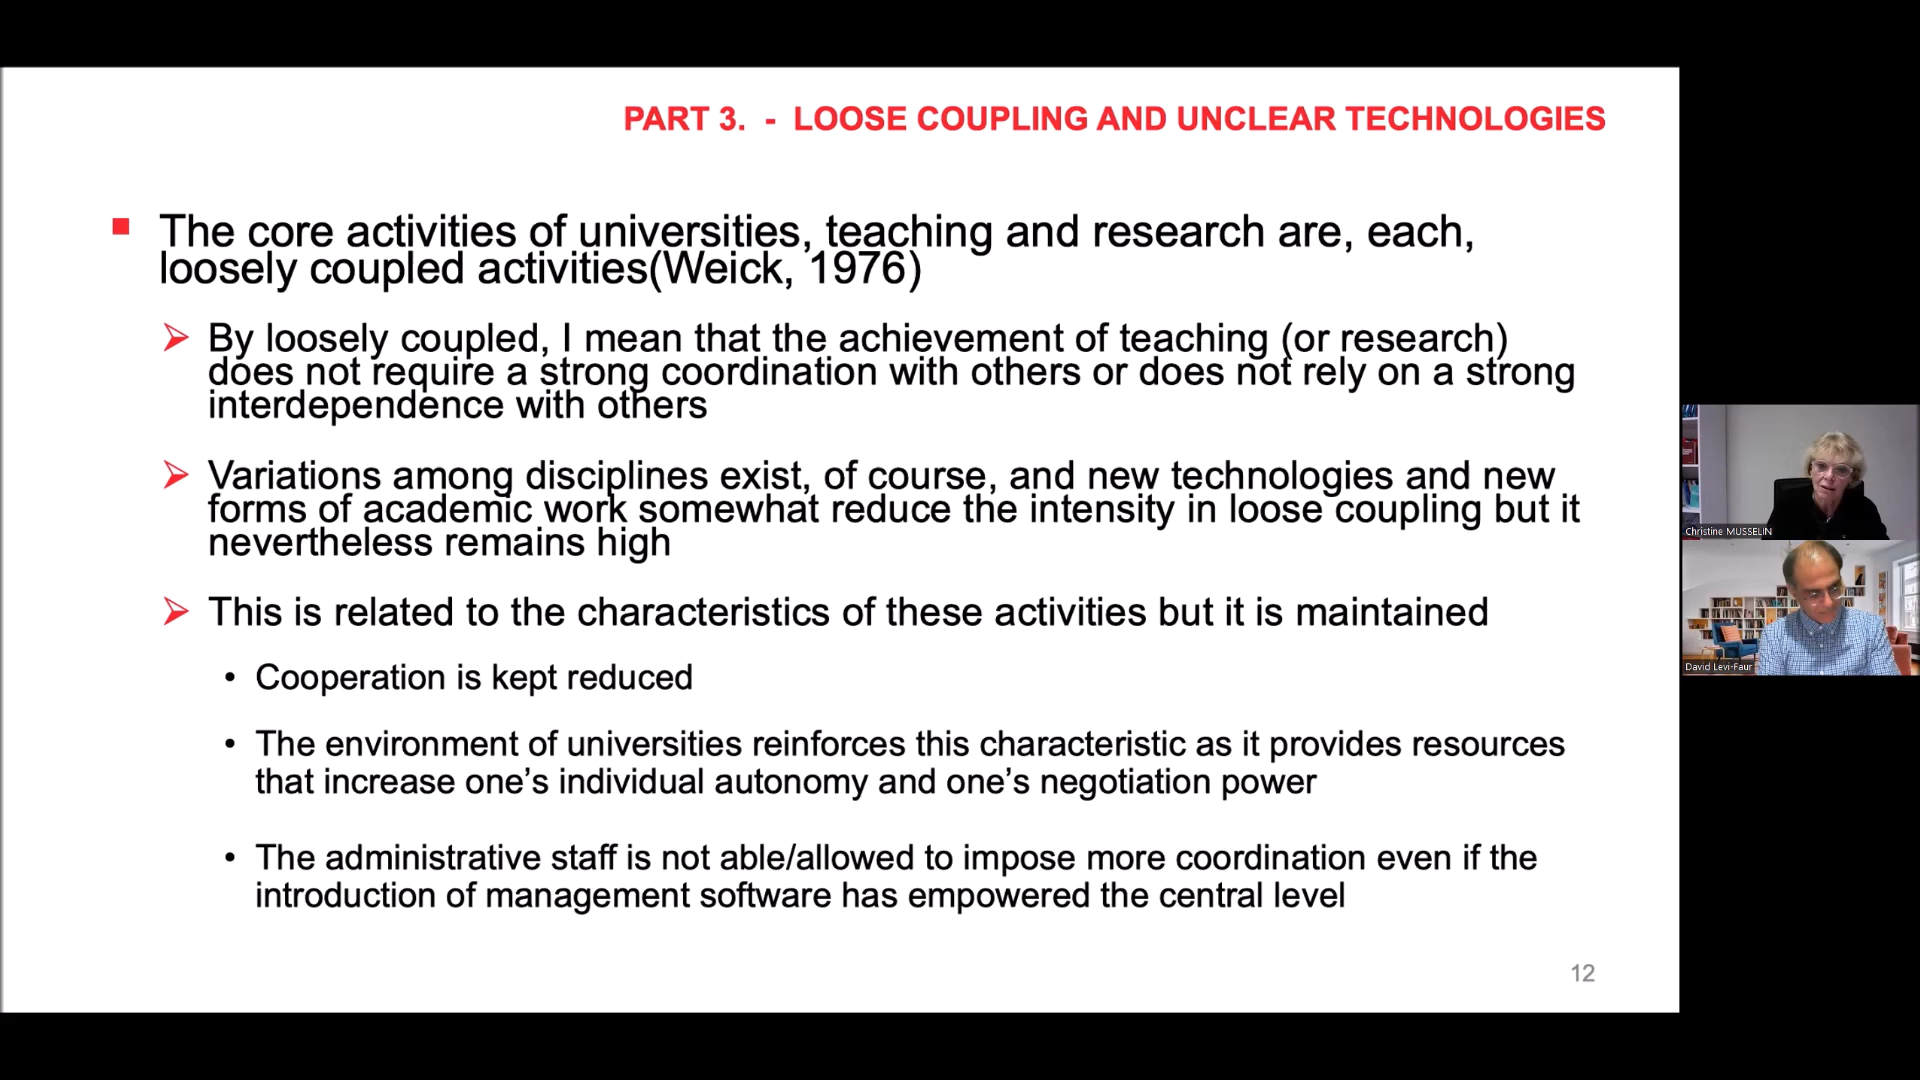 PART 3. - LOOSE COUPLING AND UNCLEAR TECHNOLOGIES
The core activities of universities, teaching and research are, each,
loosely coupled activities(Weick, 1976)
By loosely coupled, I mean that the achievement of teaching (or research)
does not require a strong coordination with others or does not rely on a strong
interdependence with others
Variations among disciplines exist, of course, and new technologies and new
forms of academic work somewhat reduce the intensity in loose coupling but it
nevertheless remains high
This is related to the characteristics of these activities but it is maintained
• Cooperation is kept reduced
• The environment of universities reinforces this characteristic as it provides resources
that increase one’s individual autonomy and one’s negotiation power
• The administrative staff is not able/allowed to impose more coordination even if the
introduction of management software has empowered the central level
12
Christine MUSSELIN
David Levi-Faur